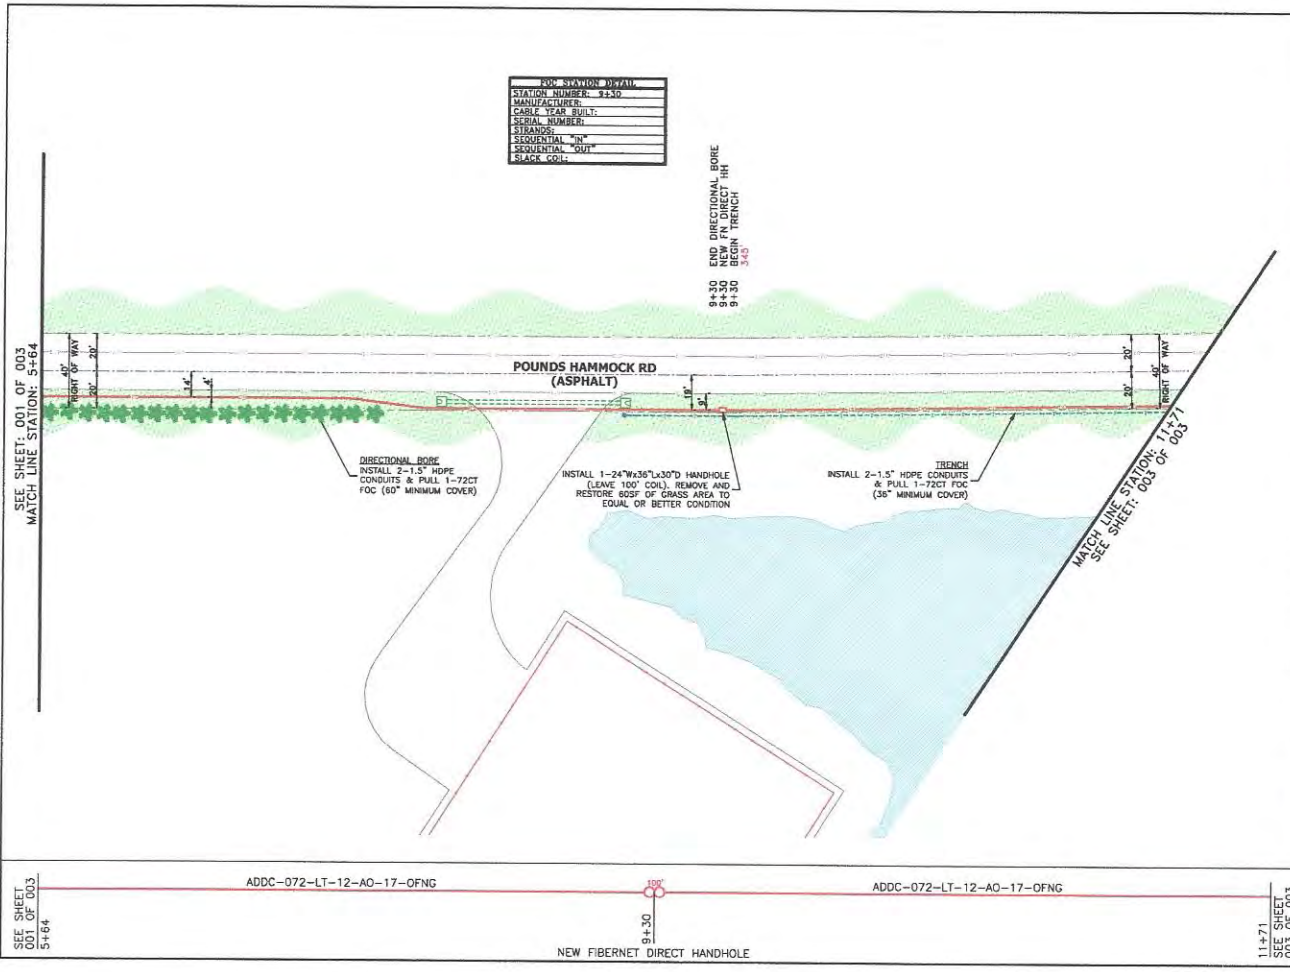 FOC STATION DETAIL
STATION NUMBER: 9+30
MANUFACTURER:
CABLE YEAR BUILT:
SERIAL NUMBER:
STRANDS:
SEQUENTIAL "IN"
SEQUENTIAL "OUT"
SLACK COIL:
9+30 END DIRECTIONAL BORE
9+30 NEW FN DIRECT HH
9+30 BEGIN TRENCH
345'
SEE SHEET: 001 OF 003
MATCH LINE STATION: 5+64
40'
RIGHT OF WAY
20'
20'
14'
4'
POUNDS HAMMOCK RD
(ASPHALT)
19'
9'
20'
20'
40'
RIGHT OF WAY
DIRECTIONAL BORE
INSTALL 2-1.5" HDPE
CONDUITS & PULL 1-72CT
FOC (60" MINIMUM COVER)
INSTALL 1-24"Wx36"Lx30"D HANDHOLE
(LEAVE 100' COIL). REMOVE AND
RESTORE 60SF OF GRASS AREA TO
EQUAL OR BETTER CONDITION
TRENCH
INSTALL 2-1.5" HDPE CONDUITS
& PULL 1-72CT FOC
(36" MINIMUM COVER)
MATCH LINE STATION: 11+71
SEE SHEET: 003 OF 003
SEE SHEET
001 OF 003
5+64
ADDC-072-LT-12-AO-17-OFNG
100'
9+30
NEW FIBERNET DIRECT HANDHOLE
ADDC-072-LT-12-AO-17-OFNG
11+71
SEE SHEET
003 OF 003